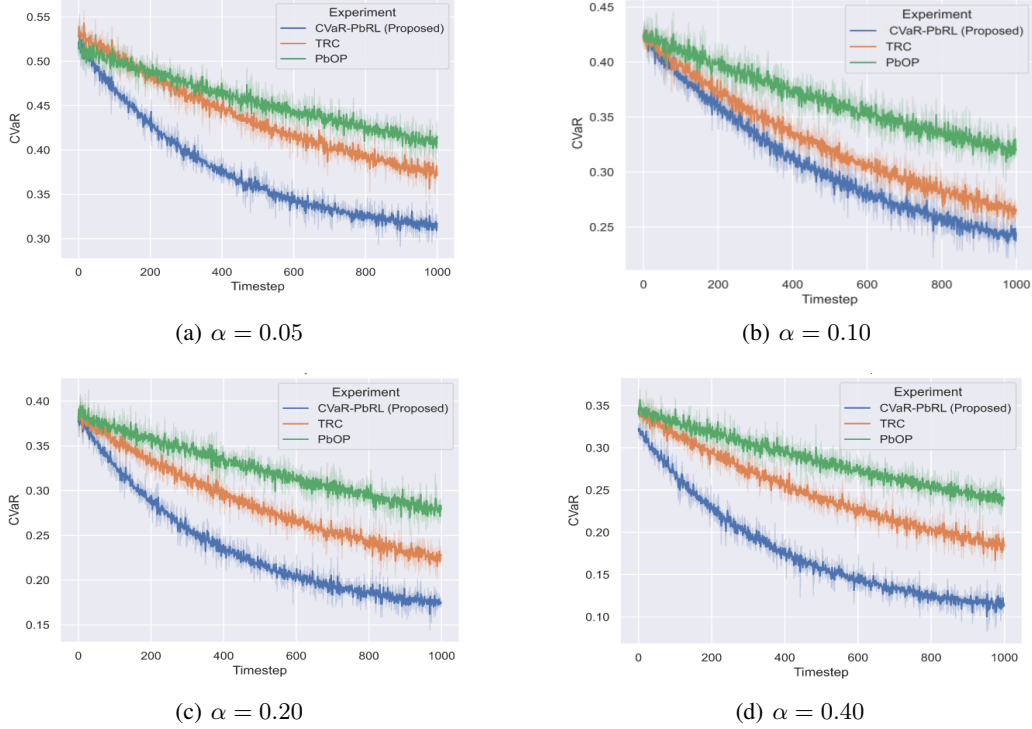 Experiment
CVaR-PbRL (Proposed)
TRC
PbOP
0.55
0.50
0.45
0.40
0.35
0.30
CVaR
0 200 400 600 800 1000
Timestep
(a) α = 0.05
Experiment
CVaR-PbRL (Proposed)
TRC
PbOP
0.45
0.40
0.35
0.30
0.25
CVaR
0 200 400 600 800 1000
Timestep
(b) α = 0.10
Experiment
CVaR-PbRL (Proposed)
TRC
PbOP
0.40
0.35
0.30
0.25
0.20
0.15
CVaR
0 200 400 600 800 1000
Timestep
(c) α = 0.20
Experiment
CVaR-PbRL (Proposed)
TRC
PbOP
0.35
0.30
0.25
0.20
0.15
0.10
CVaR
0 200 400 600 800 1000
Timestep
(d) α = 0.40